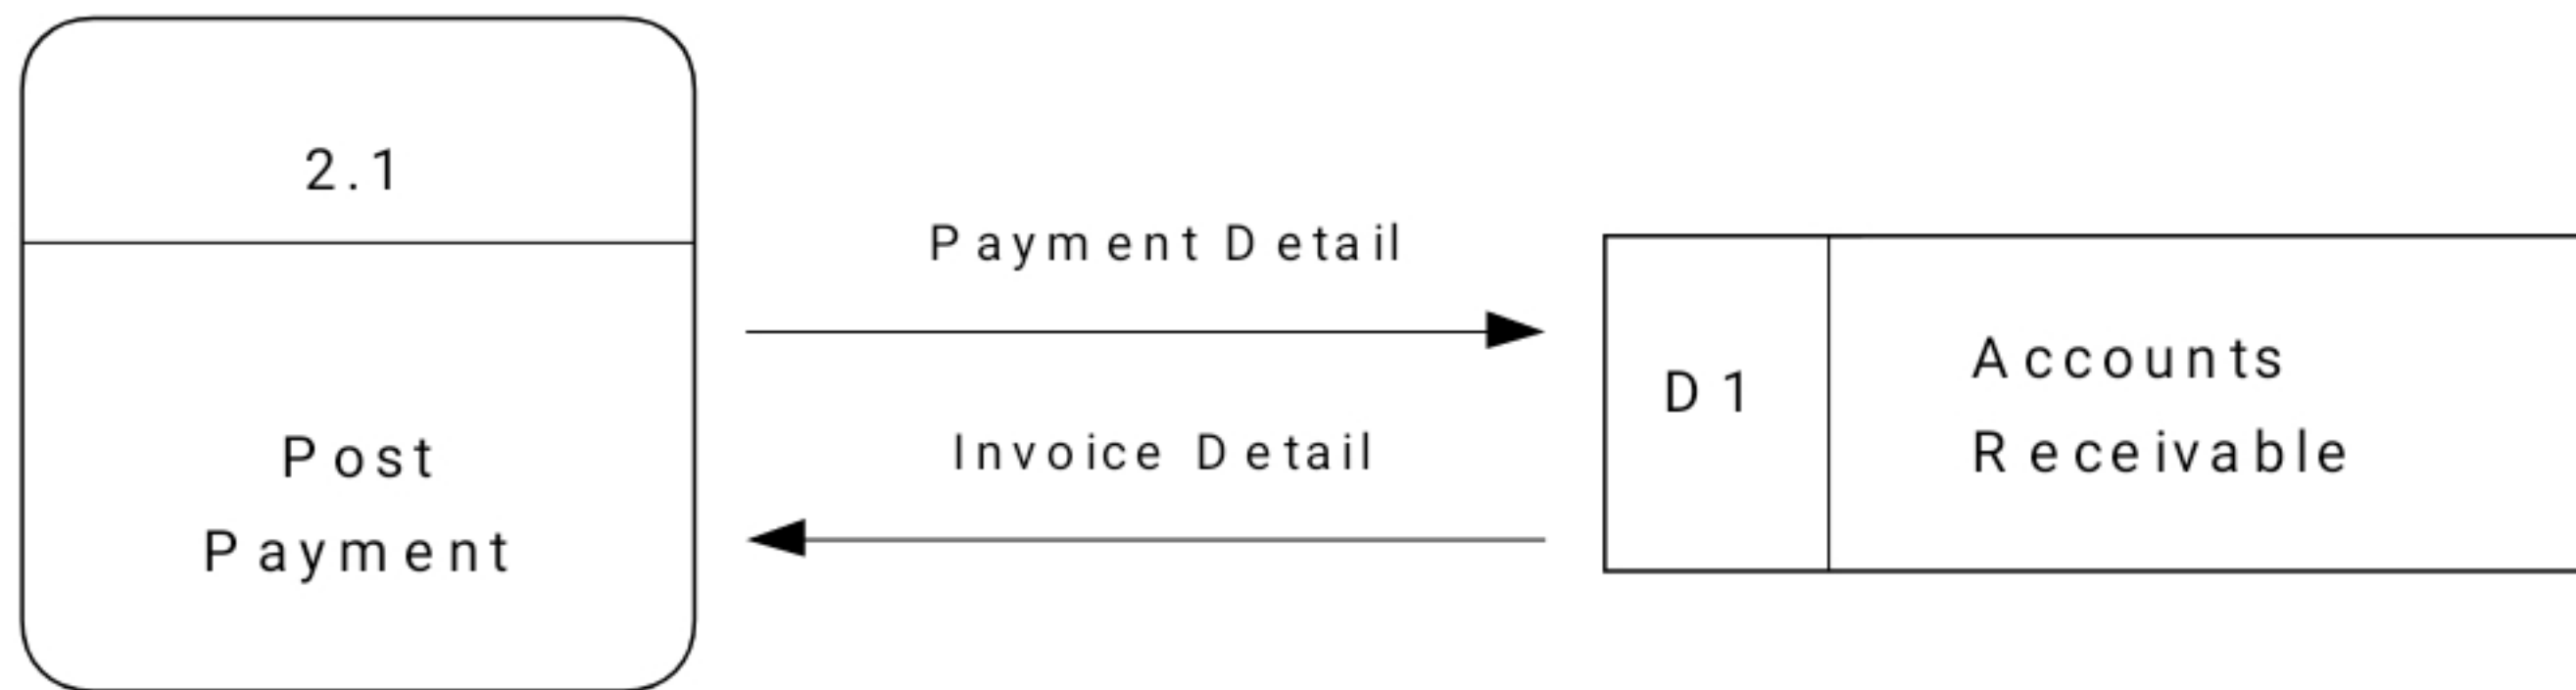 2.1
Post
Payment
Payment Detail
Invoice Detail
D1
Accounts
Receivable